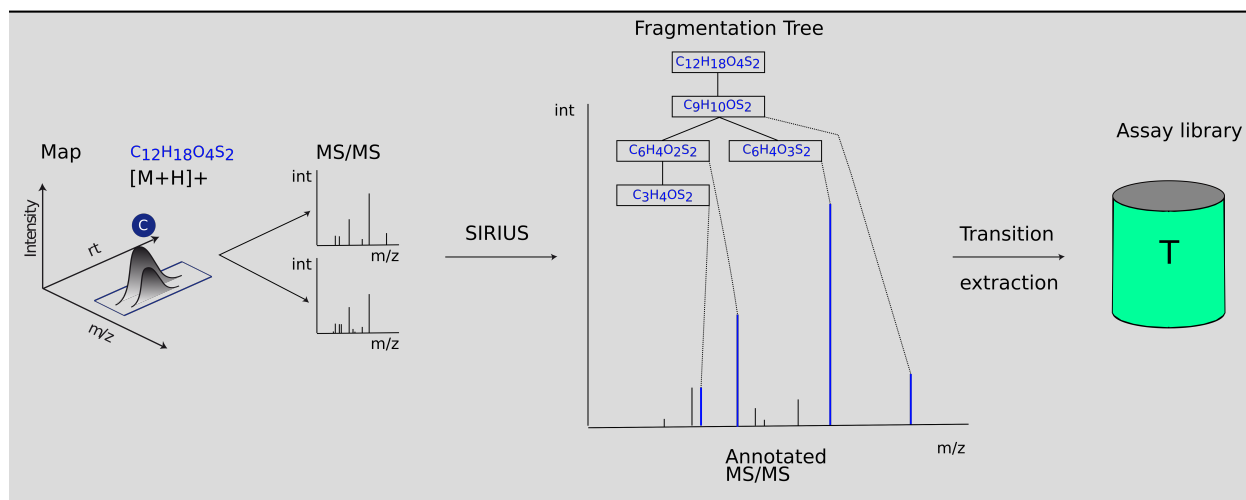 Fragmentation Tree
C12H18O4S2
C9H10OS2
C6H4O2S2
C6H4O3S2
C3H4OS2
Map
C12H18O4S2
[M+H]+
Intensity
rt
m/z
C
MS/MS
int
m/z
int
m/z
SIRIUS
int
m/z
Annotated
MS/MS
Transition
extraction
Assay library
T